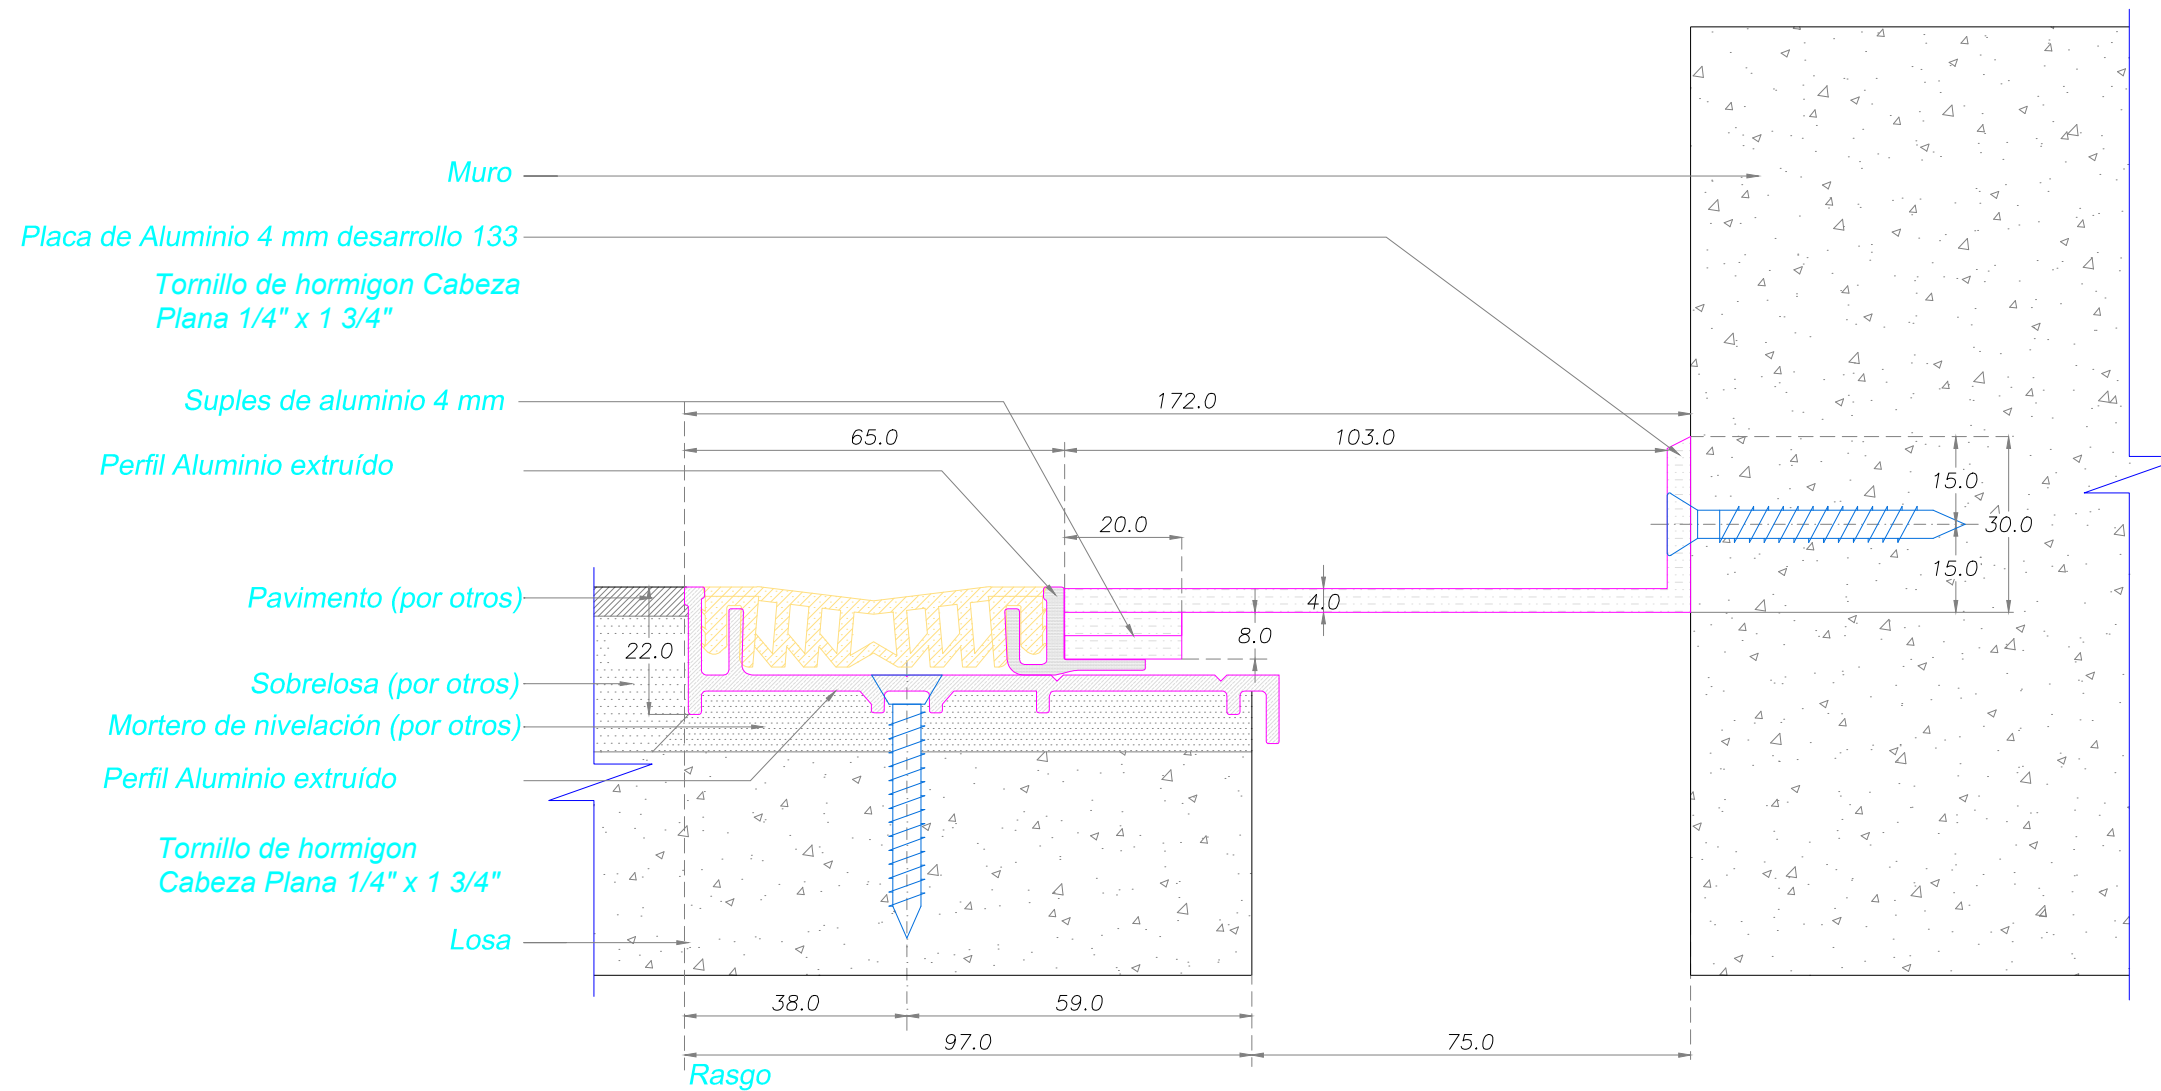 Muro
Placa de Aluminio 4 mm desarrollo 133
Tornillo de hormigon Cabeza
Plana 1/4" x 1 3/4"
Suples de aluminio 4 mm
172.0
65.0
103.0
Perfil Aluminio extruído
15.0
20.0
30.0
15.0
Pavimento (por otros)
4.0
8.0
22.0
Sobrelosa (por otros)
Mortero de nivelación (por otros)
Perfil Aluminio extruído
Tornillo de hormigon
Cabeza Plana 1/4" x 1 3/4"
Losa
38.0
59.0
97.0
75.0
Rasgo